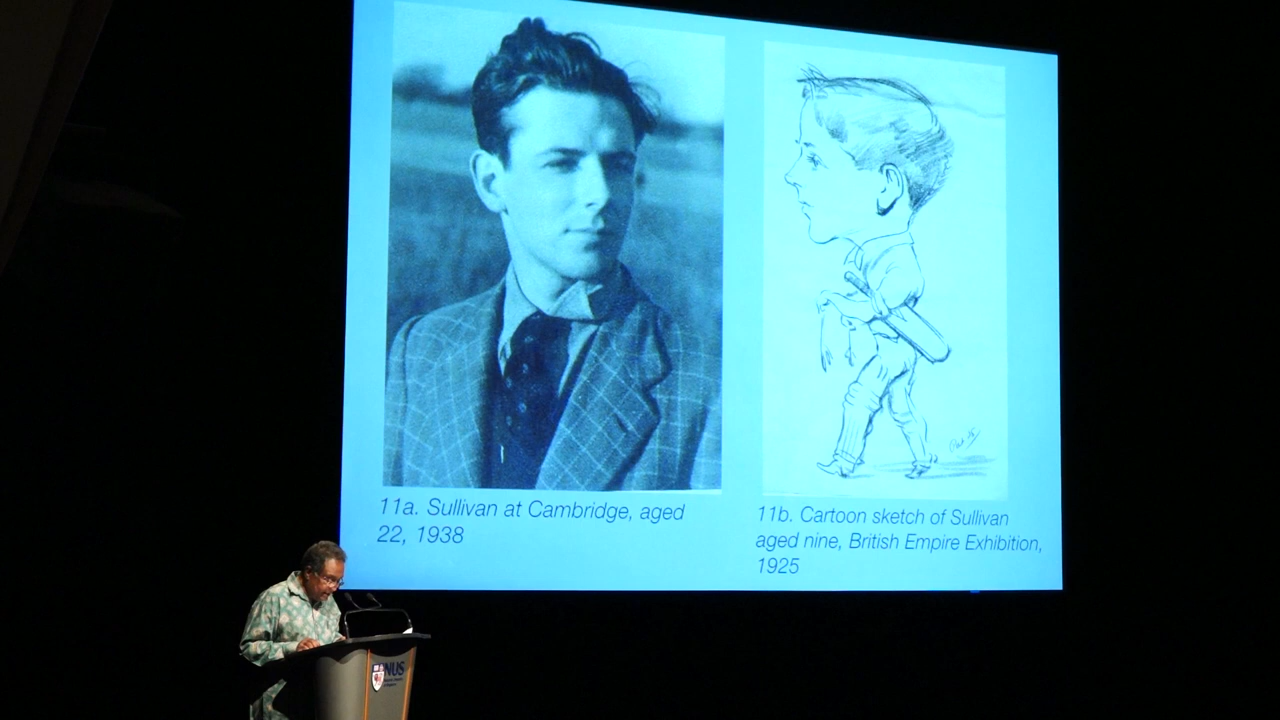 11a. Sullivan at Cambridge, aged
22, 1938
11b. Cartoon sketch of Sullivan
aged nine, British Empire Exhibition,
1925
NUS